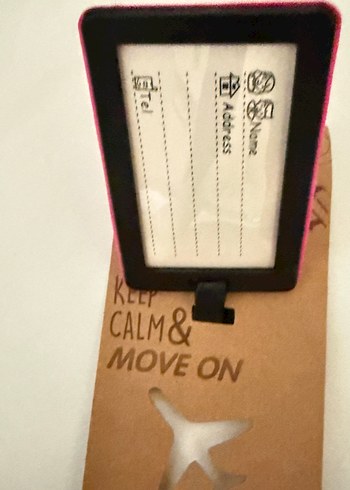 Name
Address
Tel
KEEP
CALM &
MOVE ON